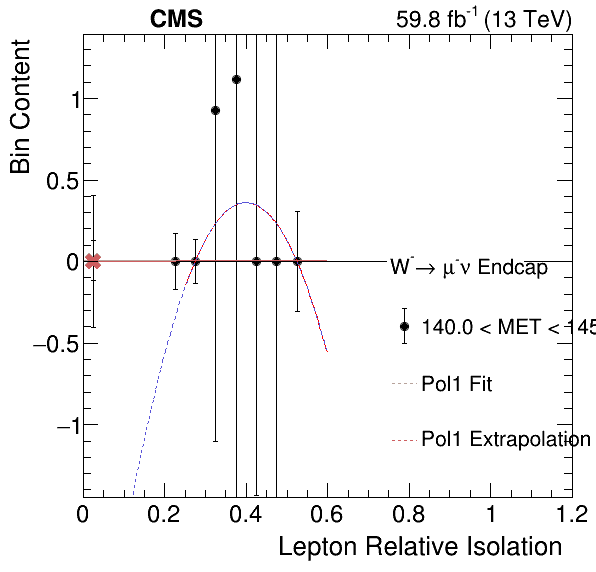 CMS
59.8 fb⁻¹ (13 TeV)
Bin Content
1
0.5
0
−0.5
−1
W⁻→ μ⁻ν Endcap
140.0 < MET < 145
Pol1 Fit
Pol1 Extrapolation
0 0.2 0.4 0.6 0.8 1 1.2
Lepton Relative Isolation